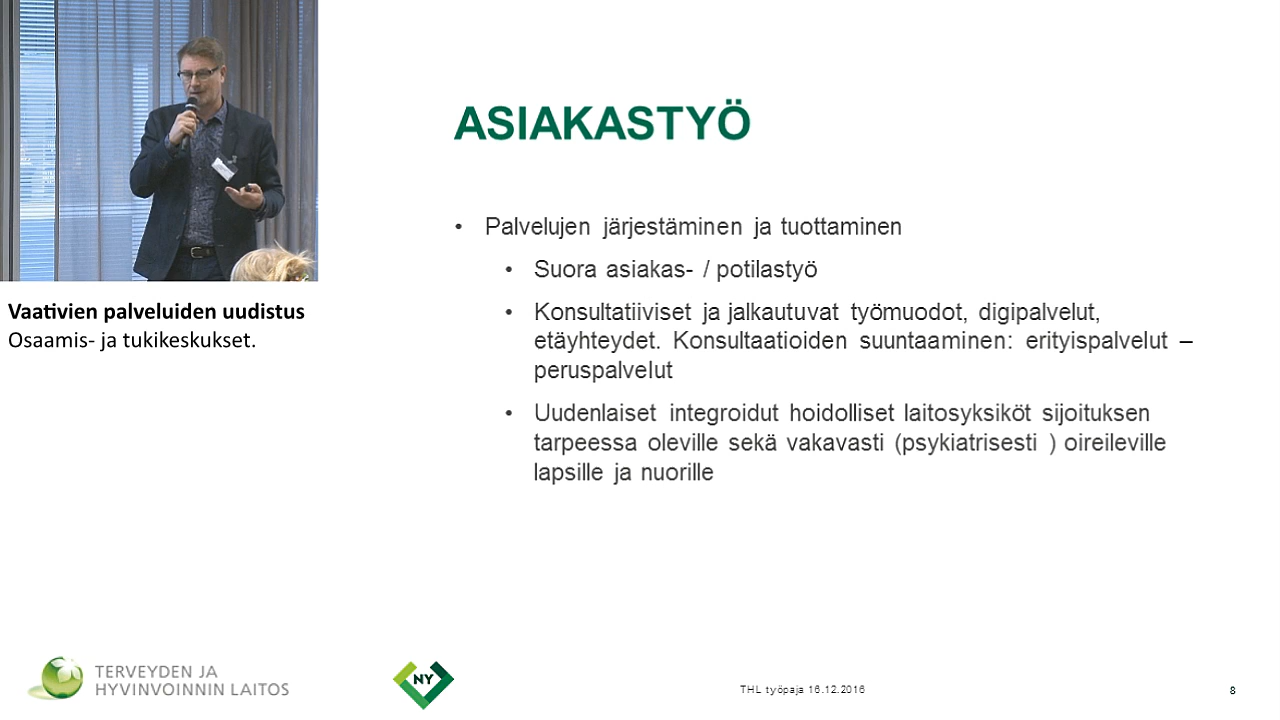 ASIAKASTYÖ
• Palvelujen järjestäminen ja tuottaminen
• Suora asiakas- / potilastyö
• Konsultatiiviset ja jalkautuvat työmuodot, digipalvelut,
etäyhteydet. Konsultaatioiden suuntaaminen: erityispalvelut –
peruspalvelut
• Uudenlaiset integroidut hoidolliset laitosyksiköt sijoituksen
tarpeessa oleville sekä vakavasti (psykiatrisesti ) oireileville
lapsille ja nuorille
Vaativien palveluiden uudistus
Osaamis- ja tukikeskukset.
TERVEYDEN JA
HYVINVOINNIN LAITOS
NY
THL työpaja 16.12.2016
8